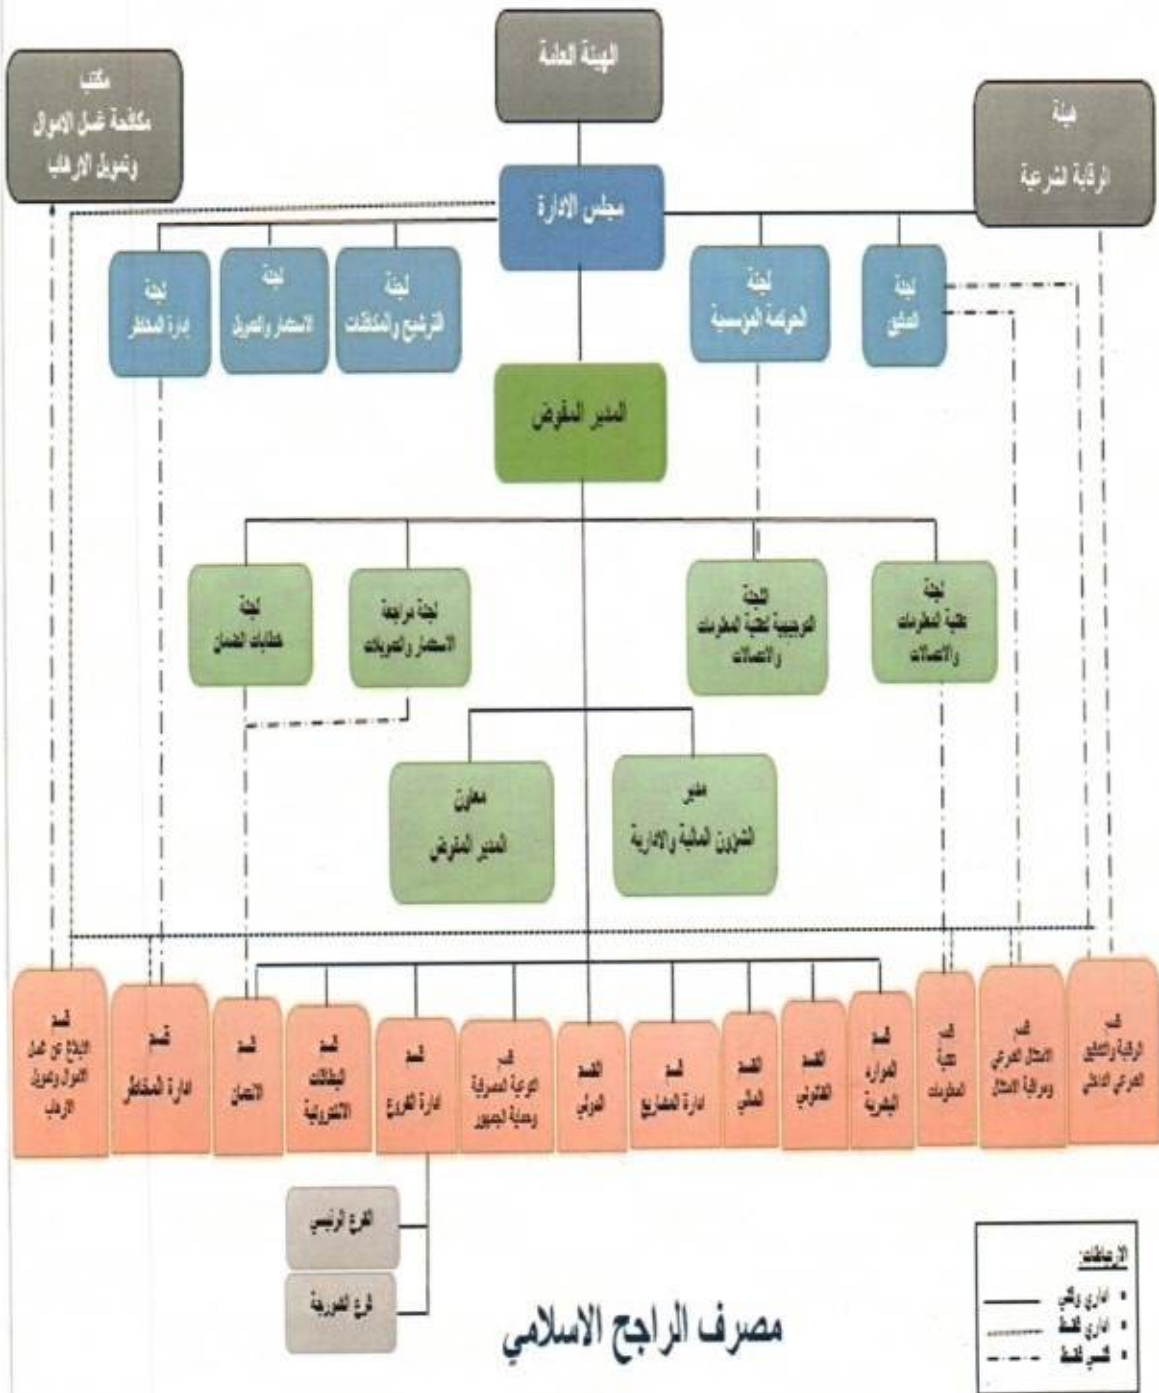 الهيئة العامة
مكتب
مكافحة غسل الاموال
وتمويل الارهاب
هيئة
الرقابة الشرعية
مجلس الادارة
لجنة
التدقيق
لجنة
الحوكمة المؤسسية
لجنة
الترشيح والمكافئات
لجنة
الاستثمار والتمويل
لجنة
إدارة المخاطر
المدير المفوض
لجنة
تقنية المعلومات
والاتصالات
اللجنة
التوجيهية لتقنية المعلومات
والاتصالات
لجنة مراجعة
الاستثمار والتمويلات
لجنة
خطابات الضمان
مدير
الشؤون المالية والادارية
معاون
المدير المفوض
قسم
الرقابة والتدقيق
الشرعي الداخلي
قسم
الامتثال الشرعي
ومراقبة الامتثال
قسم
تقنية
المعلومات
قسم
الموارد
البشرية
القسم
القانوني
القسم
المالي
قسم
ادارة المشاريع
القسم
الدولي
قسم
التوعية المصرفية
وحماية الجمهور
قسم
ادارة الفروع
قسم
البطاقات
الالكترونية
قسم
الائتمان
قسم
ادارة المخاطر
قسم
الابلاغ عن غسل
الاموال وتمويل
الارهاب
الفرع الرئيسي
فرع الشورجة
الارتباطات:
اداري وفني
اداري فقط
فني فقط
مصرف الراجح الاسلامي